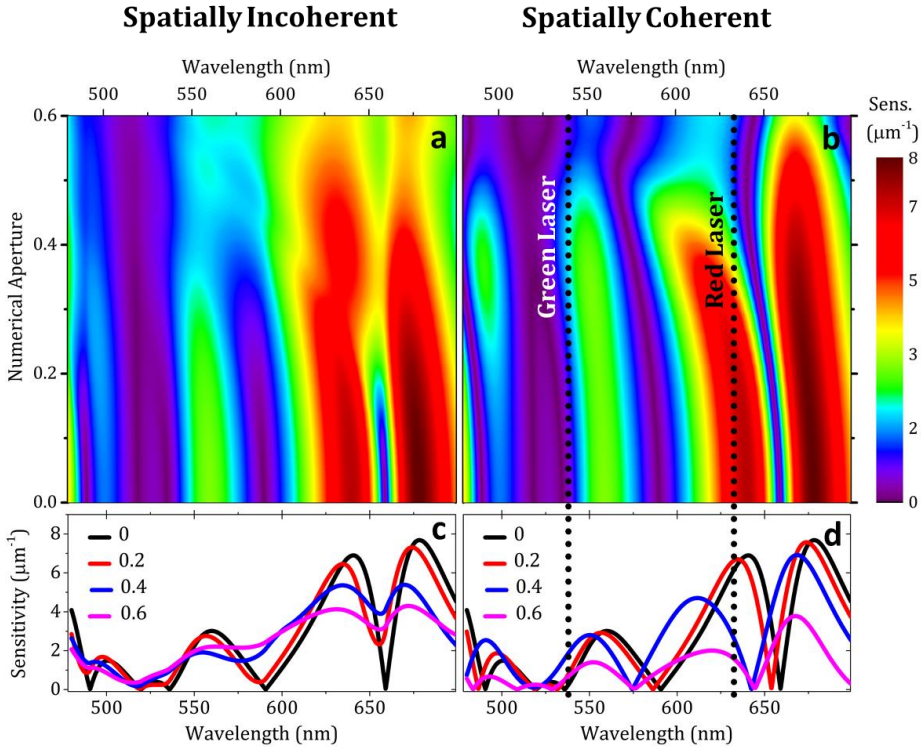 Spatially Incoherent
Spatially Coherent
Wavelength (nm)
Wavelength (nm)
500 550 600 650
500 550 600 650
Sens.
(μm⁻¹)
Numerical Aperture
0.6
0.4
0.2
0.0
a
b
Green Laser
Red Laser
8
7
5
3
2
0
Sensitivity (μm⁻¹)
8
6
4
2
0
c
0
0.2
0.4
0.6
d
0
0.2
0.4
0.6
500 550 600 650
500 550 600 650
Wavelength (nm)
Wavelength (nm)